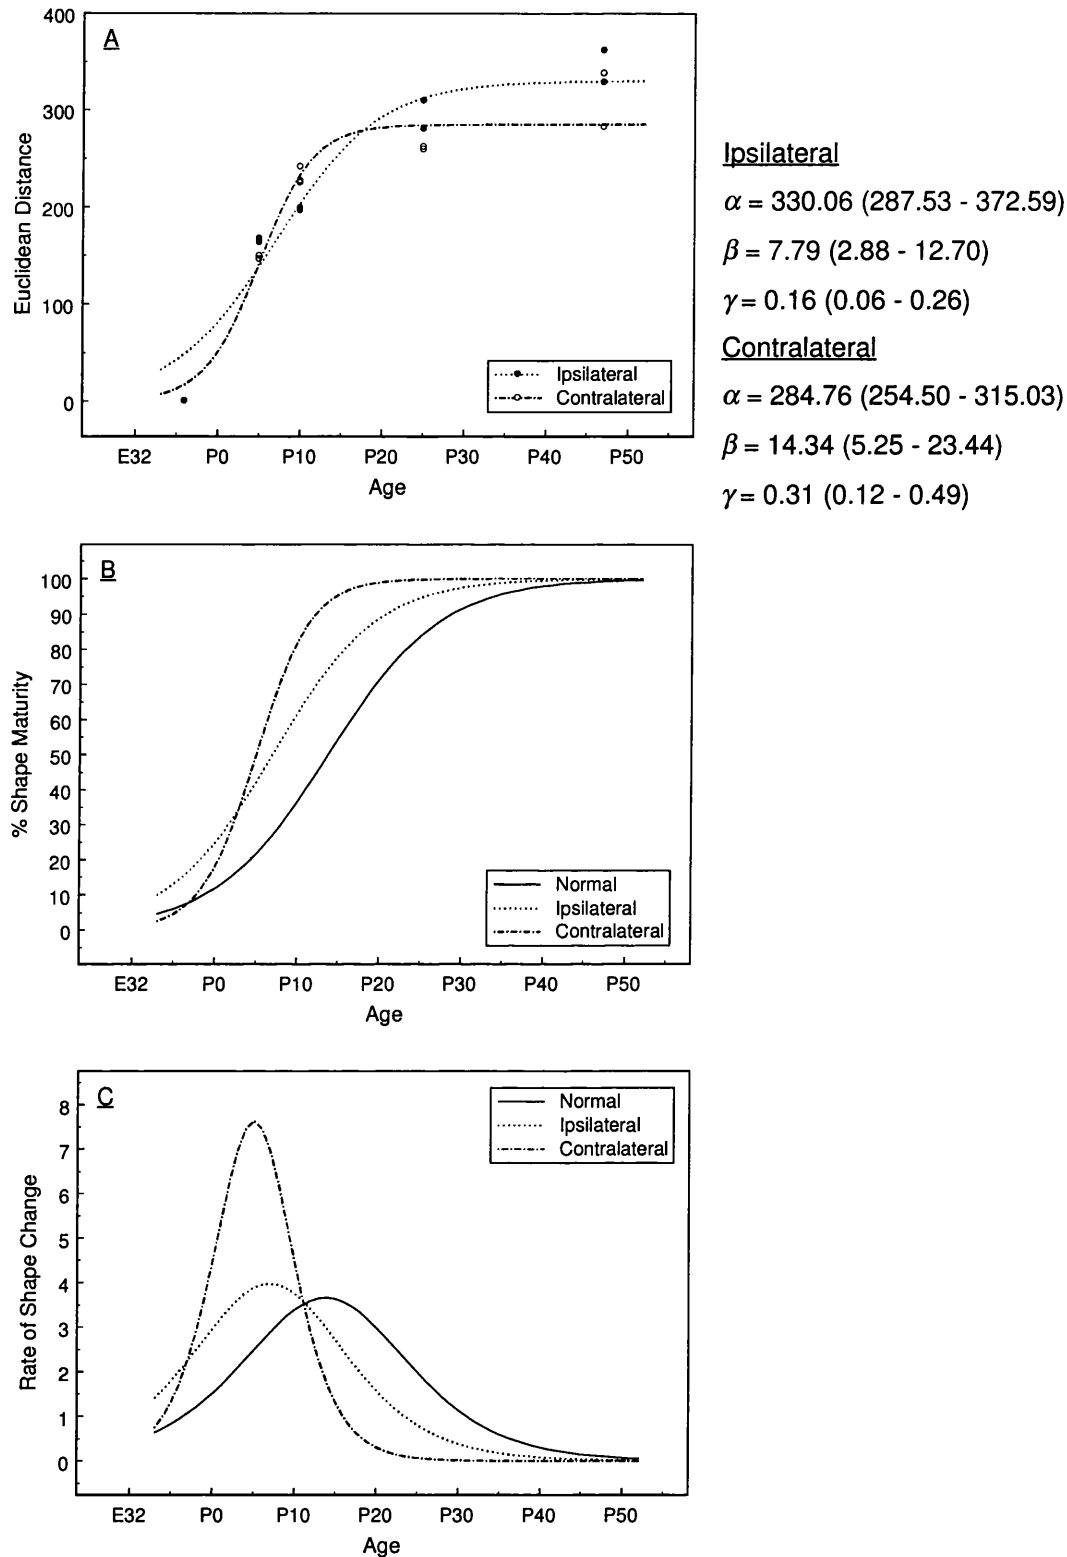 A
400
300
200
100
0
Euclidean Distance
Ipsilateral
Contralateral
E32 P0 P10 P20 P30 P40 P50
Age
Ipsilateral
α = 330.06 (287.53 - 372.59)
β = 7.79 (2.88 - 12.70)
γ = 0.16 (0.06 - 0.26)
Contralateral
α = 284.76 (254.50 - 315.03)
β = 14.34 (5.25 - 23.44)
γ = 0.31 (0.12 - 0.49)
B
100
90
80
70
60
50
40
30
20
10
0
% Shape Maturity
Normal
Ipsilateral
Contralateral
E32 P0 P10 P20 P30 P40 P50
Age
C
8
7
6
5
4
3
2
1
0
Rate of Shape Change
Normal
Ipsilateral
Contralateral
E32 P0 P10 P20 P30 P40 P50
Age